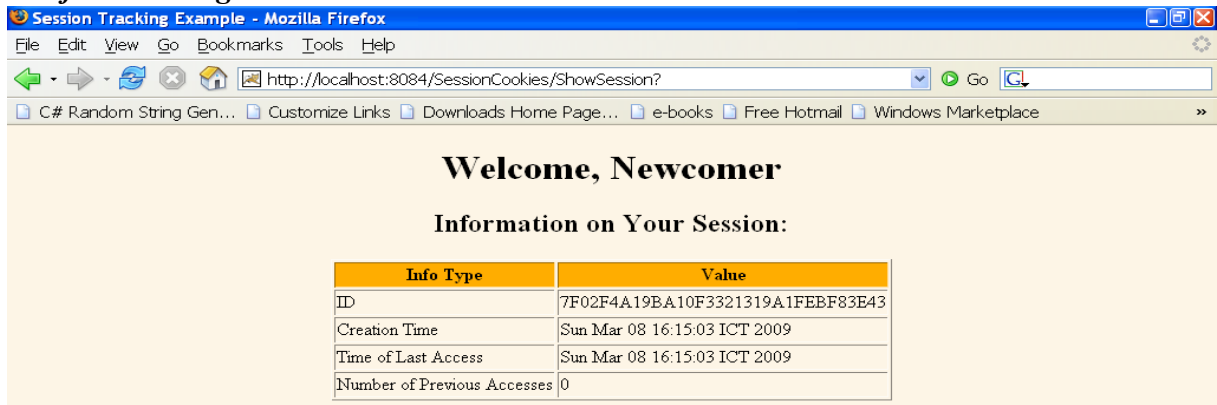 Session Tracking Example - Mozilla Firefox
File Edit View Go Bookmarks Tools Help
http://localhost:8084/SessionCookies/ShowSession? Go G
C# Random String Gen... Customize Links Downloads Home Page... e-books Free Hotmail Windows Marketplace »
Welcome, Newcomer
Information on Your Session:
Info Type Value
ID 7F02F4A19BA10F3321319A1FEBF83E43
Creation Time Sun Mar 08 16:15:03 ICT 2009
Time of Last Access Sun Mar 08 16:15:03 ICT 2009
Number of Previous Accesses 0